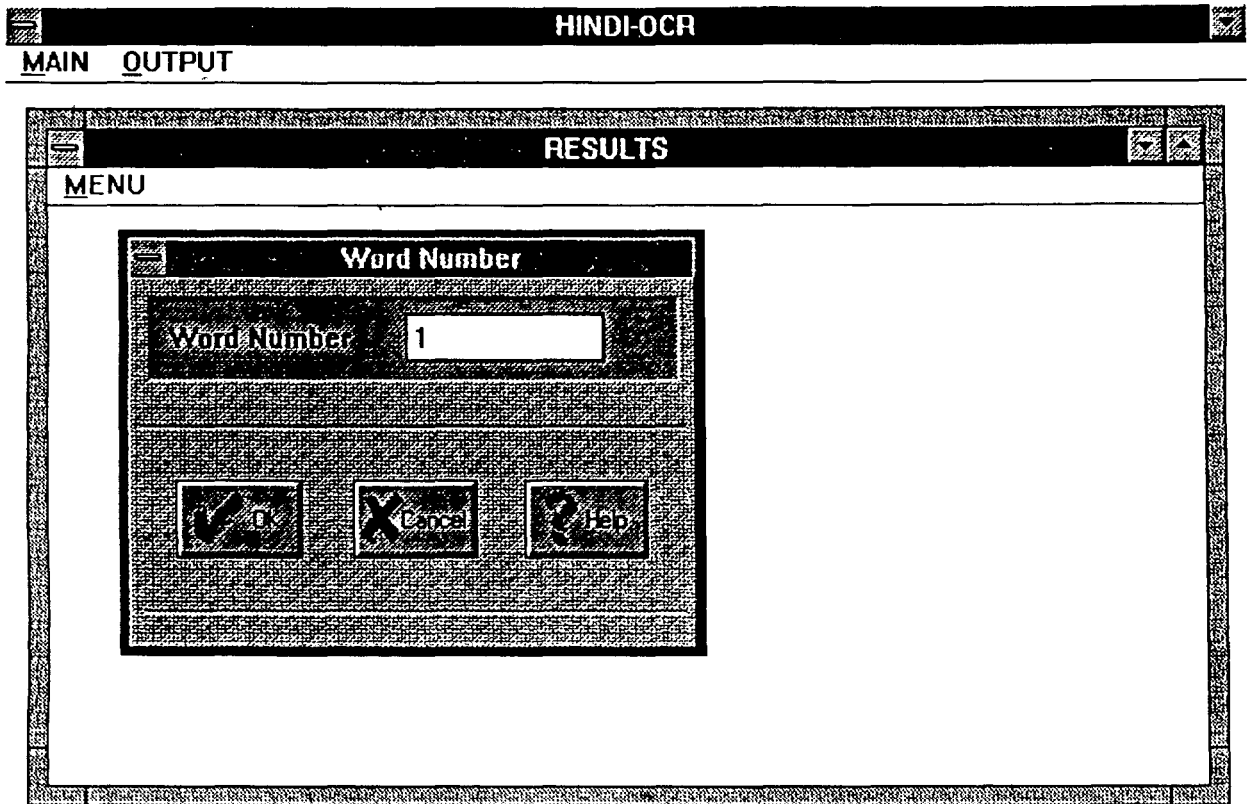 HINDI-OCR
MAIN OUTPUT
RESULTS
MENU
Word Number
Word Number 1
OK Cancel Help